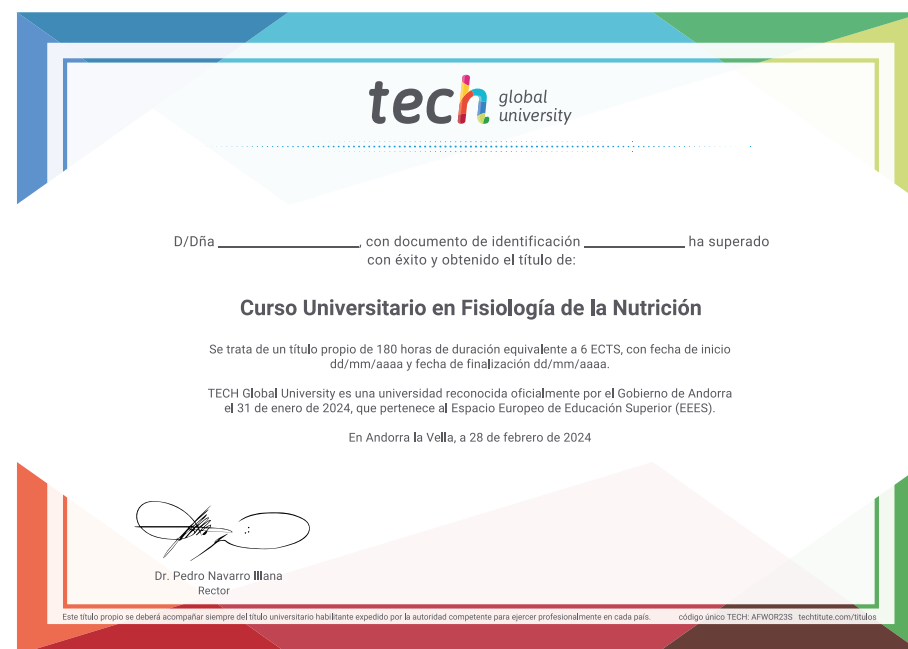 tech global university
D/Dña ____________________, con documento de identificación ______________ ha superado
con éxito y obtenido el título de:
Curso Universitario en Fisiología de la Nutrición
Se trata de un título propio de 180 horas de duración equivalente a 6 ECTS, con fecha de inicio
dd/mm/aaaa y fecha de finalización dd/mm/aaaa.
TECH Global University es una universidad reconocida oficialmente por el Gobierno de Andorra
el 31 de enero de 2024, que pertenece al Espacio Europeo de Educación Superior (EEES).
En Andorra la Vella, a 28 de febrero de 2024
Dr. Pedro Navarro Illana
Rector
Este título propio se deberá acompañar siempre del título universitario habilitante expedido por la autoridad competente para ejercer profesionalmente en cada país. código único TECH: AFWOR23S techtitute.com/titulos